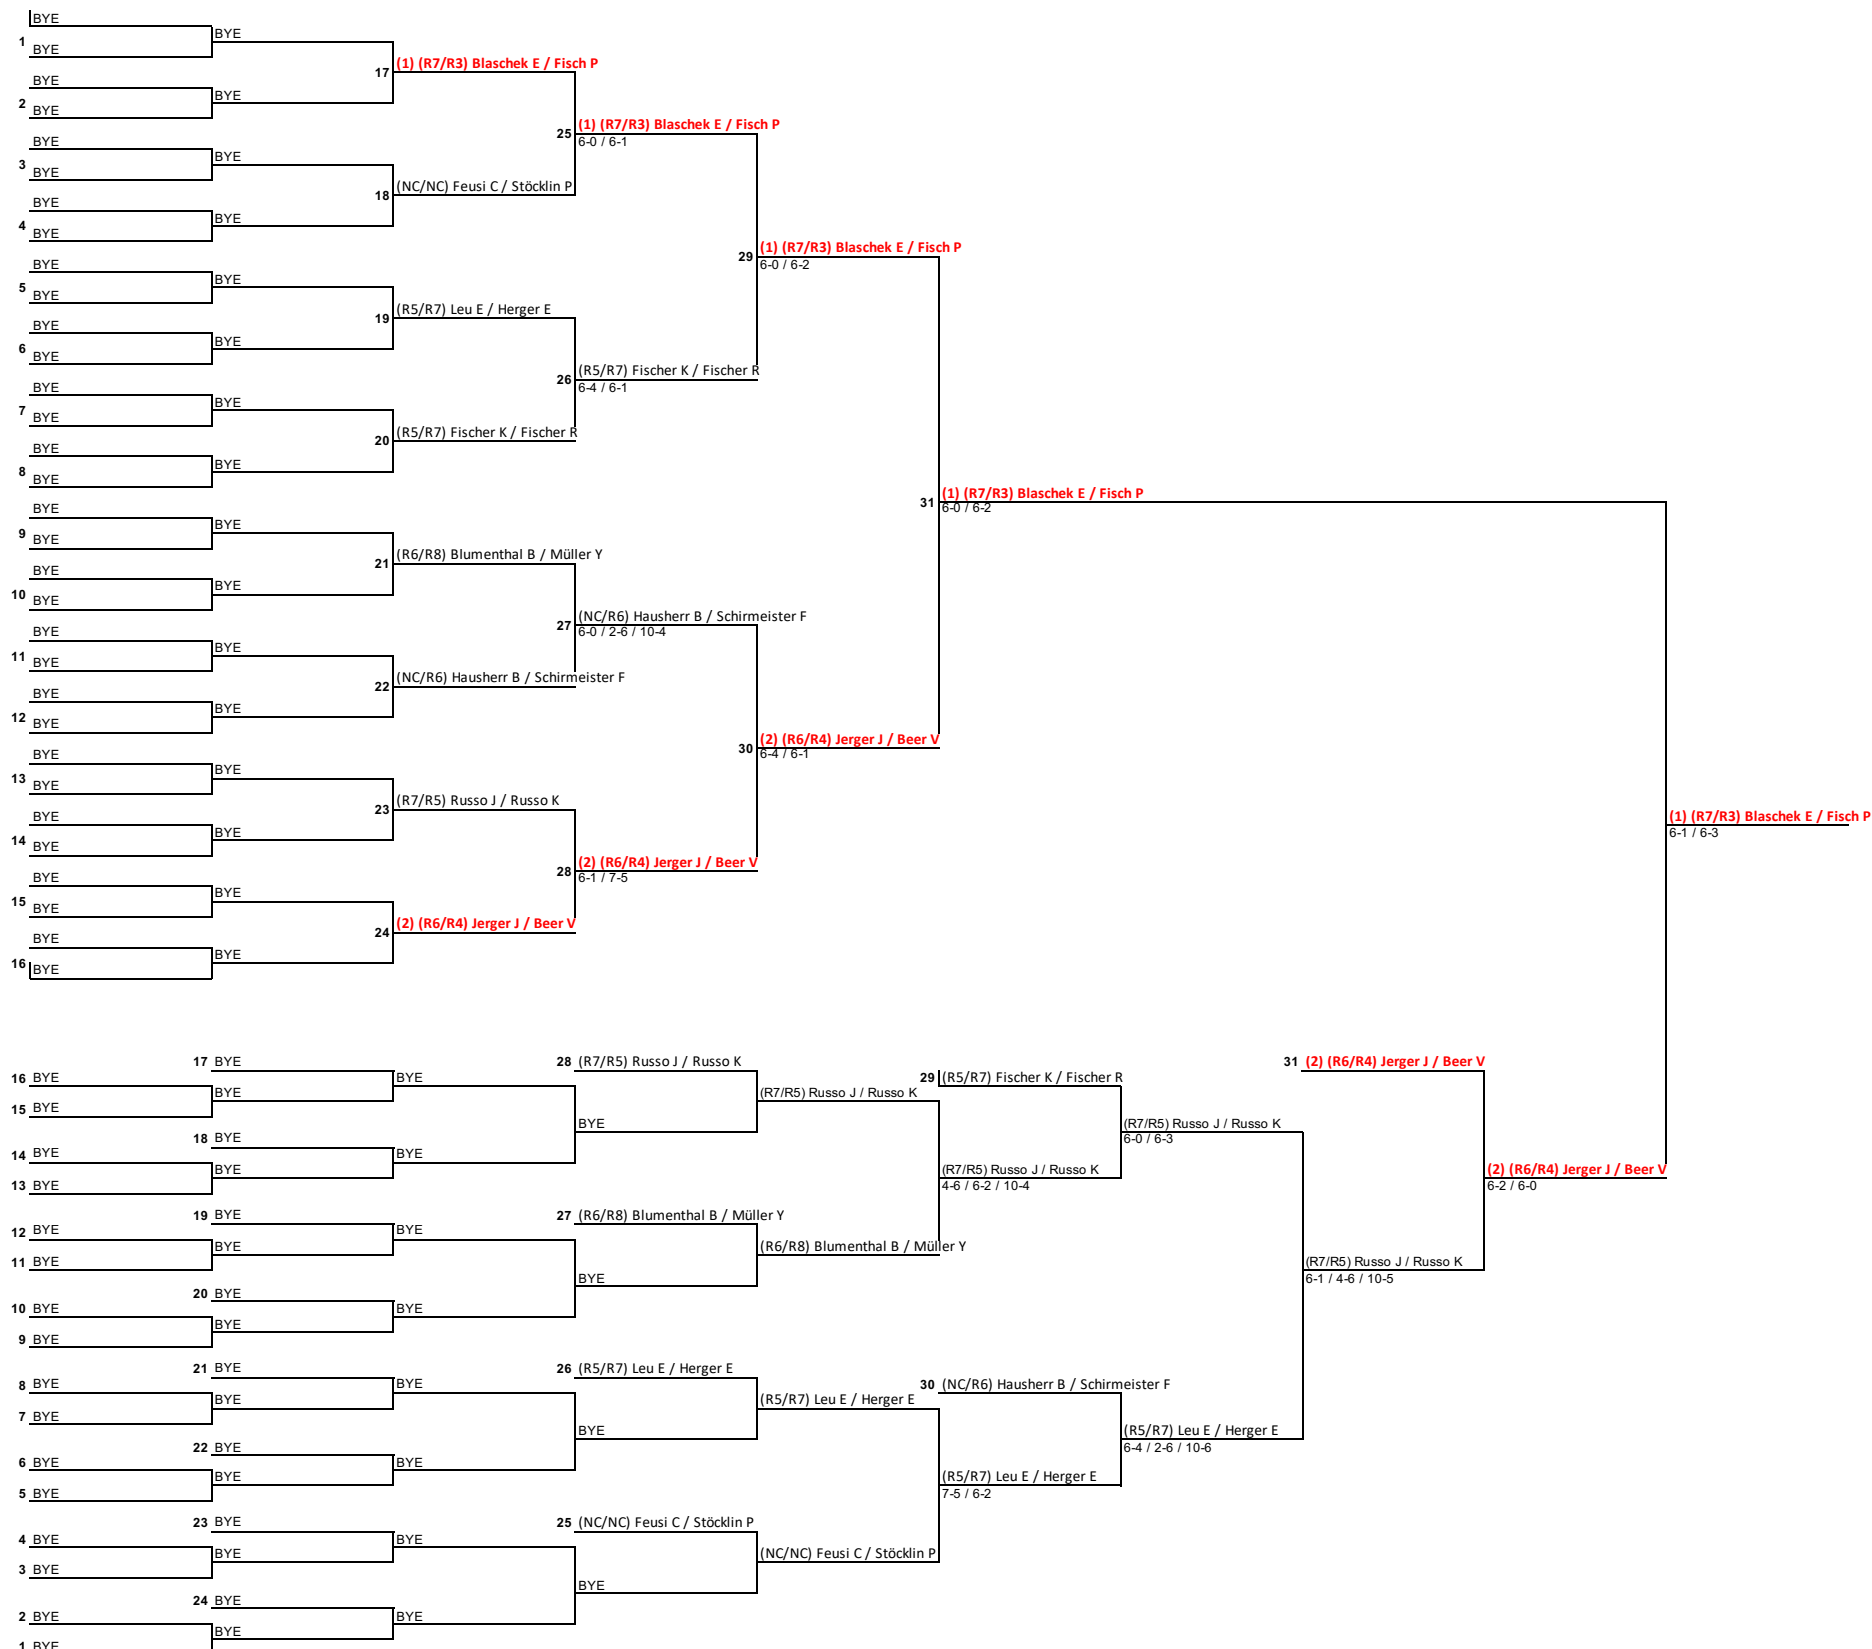 BYE
BYE
1 BYE
(1) (R7/R3) Blaschek E / Fisch P
17
BYE
2 BYE
BYE
(1) (R7/R3) Blaschek E / Fisch P
25 6-0 / 6-1
BYE
BYE
3 BYE
(NC/NC) Feusi C / Stöcklin P
18
BYE
BYE
4 BYE
(1) (R7/R3) Blaschek E / Fisch P
29 6-0 / 6-2
BYE
BYE
5 BYE
(R5/R7) Leu E / Herger E
19
BYE
BYE
6 BYE
(R5/R7) Fischer K / Fischer R
26 6-4 / 6-1
BYE
BYE
7 BYE
(R5/R7) Fischer K / Fischer R
20
BYE
BYE
8 BYE
(1) (R7/R3) Blaschek E / Fisch P
31 6-0 / 6-2
BYE
BYE
9 BYE
(R6/R8) Blumenthal B / Müller Y
21
BYE
BYE
10 BYE
(NC/R6) Hausherr B / Schirmeister F
27 6-0 / 2-6 / 10-4
BYE
BYE
11 BYE
(NC/R6) Hausherr B / Schirmeister F
22
BYE
BYE
12 BYE
(2) (R6/R4) Jerger J / Beer V
30 6-4 / 6-1
BYE
BYE
13 BYE
(R7/R5) Russo J / Russo K
23
BYE
BYE
14 BYE
(1) (R7/R3) Blaschek E / Fisch P
6-1 / 6-3
(2) (R6/R4) Jerger J / Beer V
28 6-1 / 7-5
BYE
BYE
15 BYE
(2) (R6/R4) Jerger J / Beer V
24
BYE
BYE
16 BYE
17 BYE
28 (R7/R5) Russo J / Russo K
31 (2) (R6/R4) Jerger J / Beer V
16 BYE
BYE
29 (R5/R7) Fischer K / Fischer R
BYE
(R7/R5) Russo J / Russo K
15 BYE
BYE
(R7/R5) Russo J / Russo K
6-0 / 6-3
18 BYE
14 BYE
BYE
BYE
(R7/R5) Russo J / Russo K
4-6 / 6-2 / 10-4
(2) (R6/R4) Jerger J / Beer V
6-2 / 6-0
13 BYE
19 BYE
27 (R6/R8) Blumenthal B / Müller Y
12 BYE
BYE
BYE
(R6/R8) Blumenthal B / Müller Y
11 BYE
(R7/R5) Russo J / Russo K
6-1 / 4-6 / 10-5
BYE
20 BYE
10 BYE
BYE
BYE
9 BYE
21 BYE
26 (R5/R7) Leu E / Herger E
8 BYE
BYE
30 (NC/R6) Hausherr B / Schirmeister F
BYE
(R5/R7) Leu E / Herger E
7 BYE
BYE
(R5/R7) Leu E / Herger E
6-4 / 2-6 / 10-6
22 BYE
6 BYE
BYE
BYE
(R5/R7) Leu E / Herger E
7-5 / 6-2
5 BYE
23 BYE
25 (NC/NC) Feusi C / Stöcklin P
4 BYE
BYE
BYE
(NC/NC) Feusi C / Stöcklin P
3 BYE
BYE
24 BYE
2 BYE
BYE
BYE
1 BYE